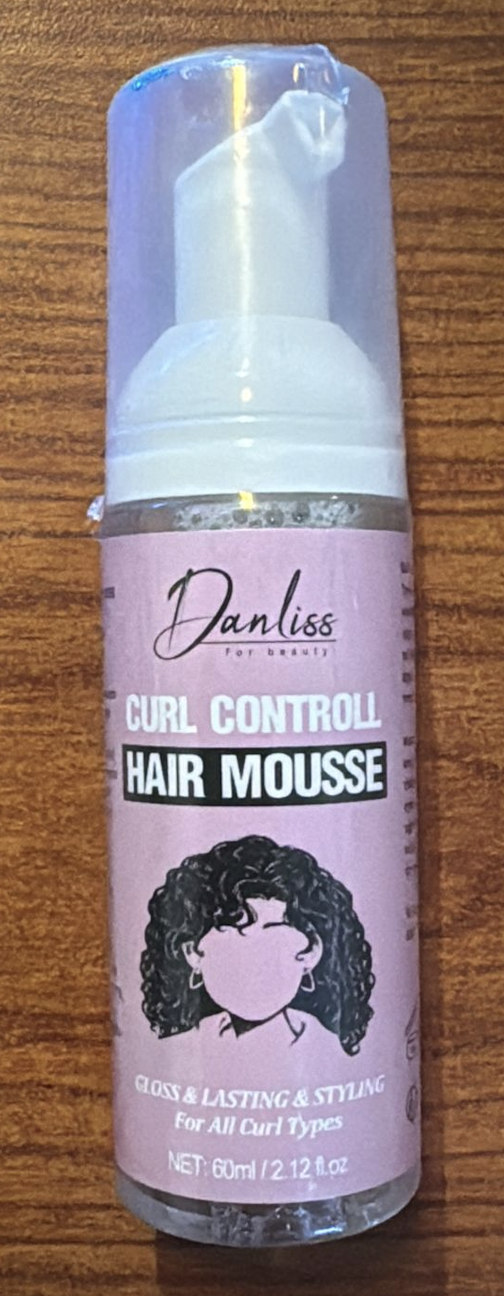 Danliss
For beauty
CURL CONTROLL
HAIR MOUSSE
GLOSS & LASTING & STYLING
For All Curl Types
NET: 60ml / 2.12 fl.oz